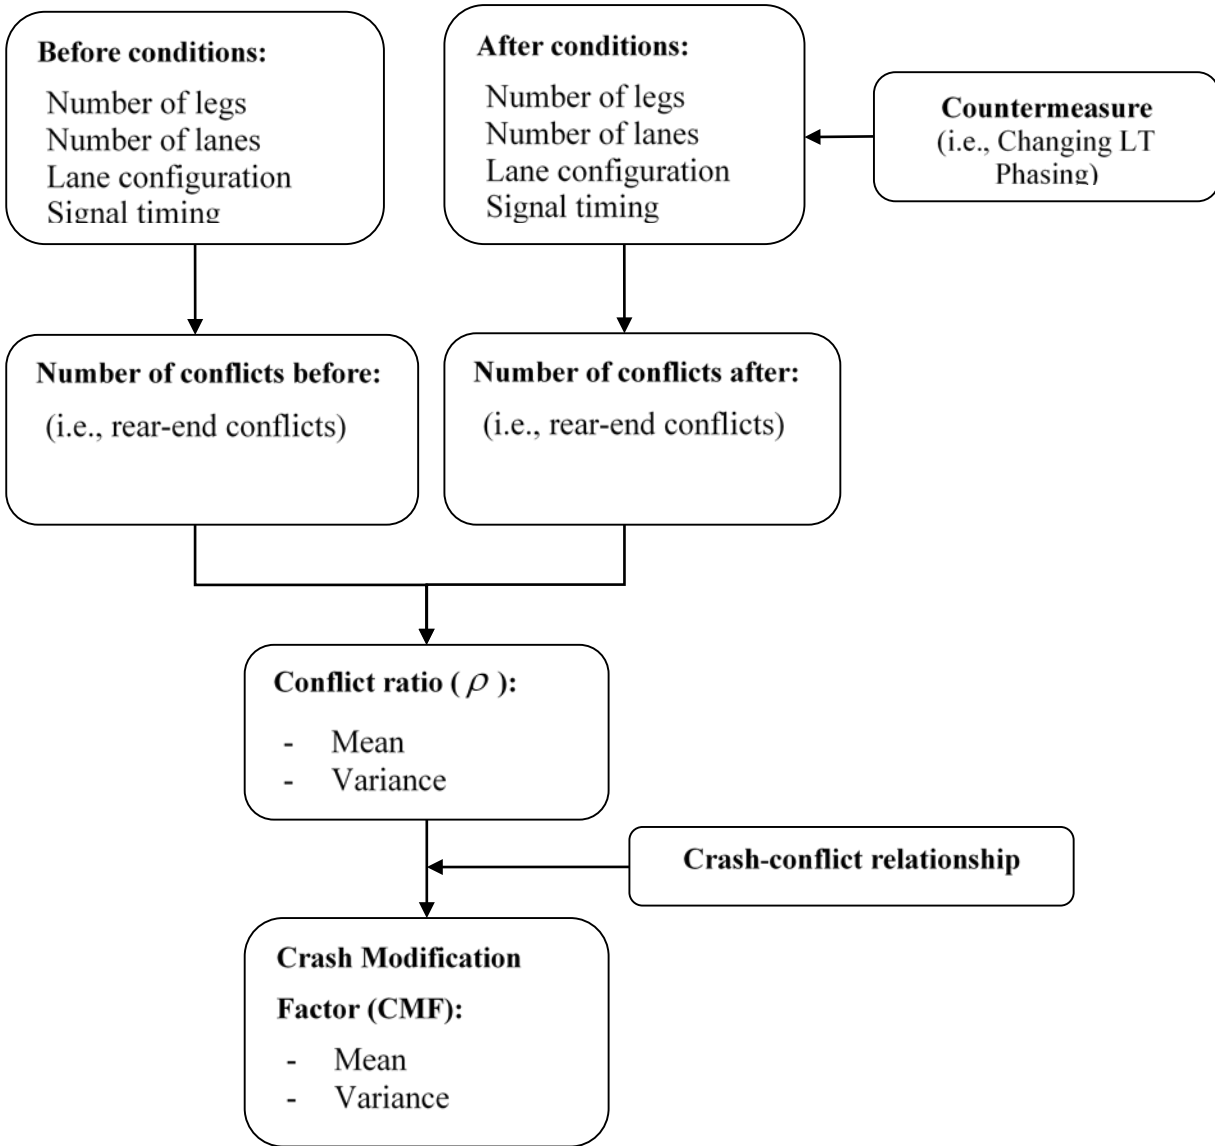 Before conditions:
Number of legs
Number of lanes
Lane configuration
Signal timing
After conditions:
Number of legs
Number of lanes
Lane configuration
Signal timing
Countermeasure
(i.e., Changing LT
Phasing)
Number of conflicts before:
(i.e., rear-end conflicts)
Number of conflicts after:
(i.e., rear-end conflicts)
Conflict ratio ( ρ ):
- Mean
- Variance
Crash-conflict relationship
Crash Modification
Factor (CMF):
- Mean
- Variance